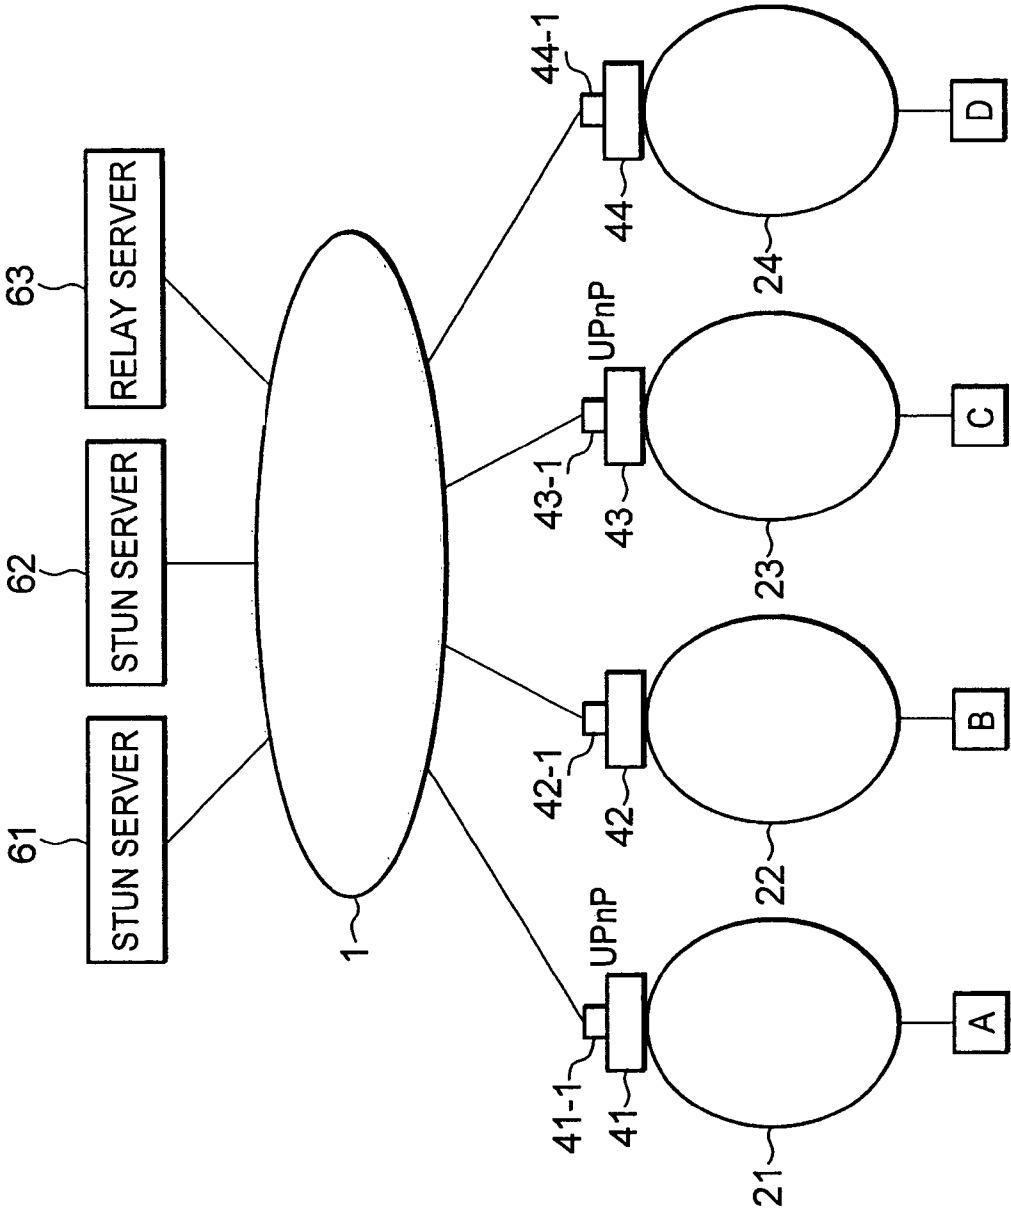 61
62
63
STUN SERVER
STUN SERVER
RELAY SERVER
1
41-1
42-1
43-1
44-1
UPnP
UPnP
41
42
43
44
21
22
23
24
A
B
C
D